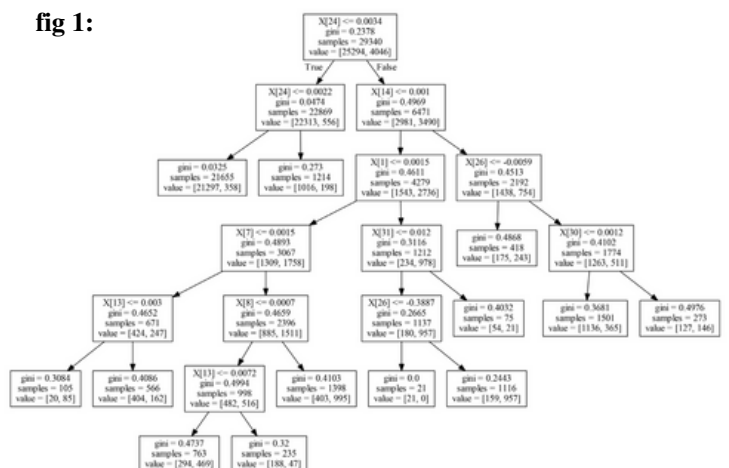 fig 1:
X[24] <= 0.0034
gini = 0.2378
samples = 29340
value = [25294, 4046]
True
False
X[24] <= 0.0022
gini = 0.0474
samples = 22869
value = [22313, 556]
X[14] <= 0.001
gini = 0.4969
samples = 6471
value = [2981, 3490]
gini = 0.0325
samples = 21655
value = [21297, 358]
gini = 0.273
samples = 1214
value = [1016, 198]
X[1] <= 0.0015
gini = 0.4611
samples = 4279
value = [1543, 2736]
X[26] <= -0.0059
gini = 0.4513
samples = 2192
value = [1438, 754]
X[7] <= 0.0015
gini = 0.4893
samples = 3067
value = [1309, 1758]
X[31] <= 0.012
gini = 0.3116
samples = 1212
value = [234, 978]
gini = 0.4868
samples = 418
value = [175, 243]
X[30] <= 0.0012
gini = 0.4102
samples = 1774
value = [1263, 511]
X[13] <= 0.003
gini = 0.4652
samples = 671
value = [424, 247]
X[8] <= 0.0007
gini = 0.4659
samples = 2396
value = [885, 1511]
X[26] <= -0.3887
gini = 0.2665
samples = 1137
value = [180, 957]
gini = 0.4032
samples = 75
value = [54, 21]
gini = 0.3681
samples = 1501
value = [1136, 365]
gini = 0.4976
samples = 273
value = [127, 146]
gini = 0.3084
samples = 105
value = [20, 85]
gini = 0.4086
samples = 566
value = [404, 162]
X[13] <= 0.0072
gini = 0.4994
samples = 998
value = [482, 516]
gini = 0.4103
samples = 1398
value = [403, 995]
gini = 0.0
samples = 21
value = [21, 0]
gini = 0.2443
samples = 1116
value = [159, 957]
gini = 0.4737
samples = 763
value = [294, 469]
gini = 0.32
samples = 235
value = [188, 47]